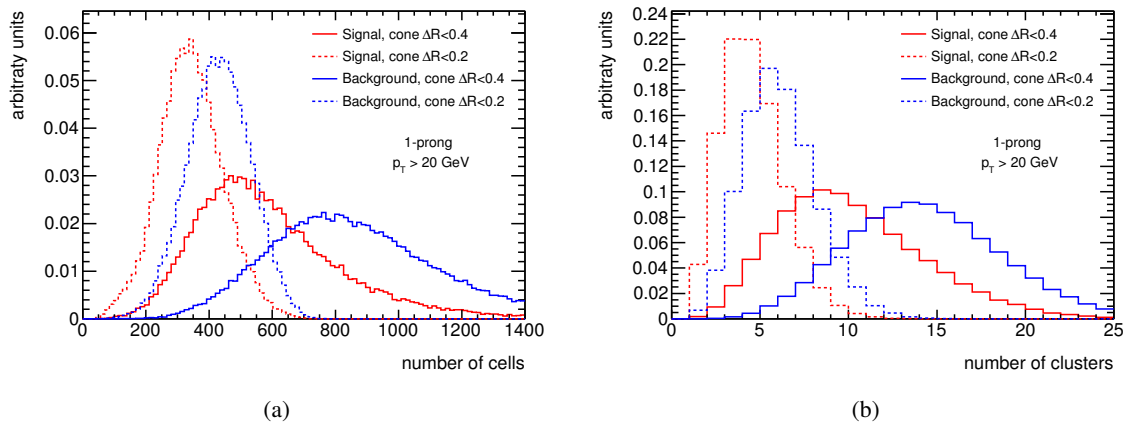 arbitraty units
0.06
0.05
0.04
0.03
0.02
0.01
0
Signal, cone ΔR<0.4
Signal, cone ΔR<0.2
Background, cone ΔR<0.4
Background, cone ΔR<0.2
1-prong
p_T > 20 GeV
0 200 400 600 800 1000 1200 1400
number of cells
(a)
arbitraty units
0.24
0.22
0.2
0.18
0.16
0.14
0.12
0.1
0.08
0.06
0.04
0.02
0
Signal, cone ΔR<0.4
Signal, cone ΔR<0.2
Background, cone ΔR<0.4
Background, cone ΔR<0.2
1-prong
p_T > 20 GeV
0 5 10 15 20 25
number of clusters
(b)